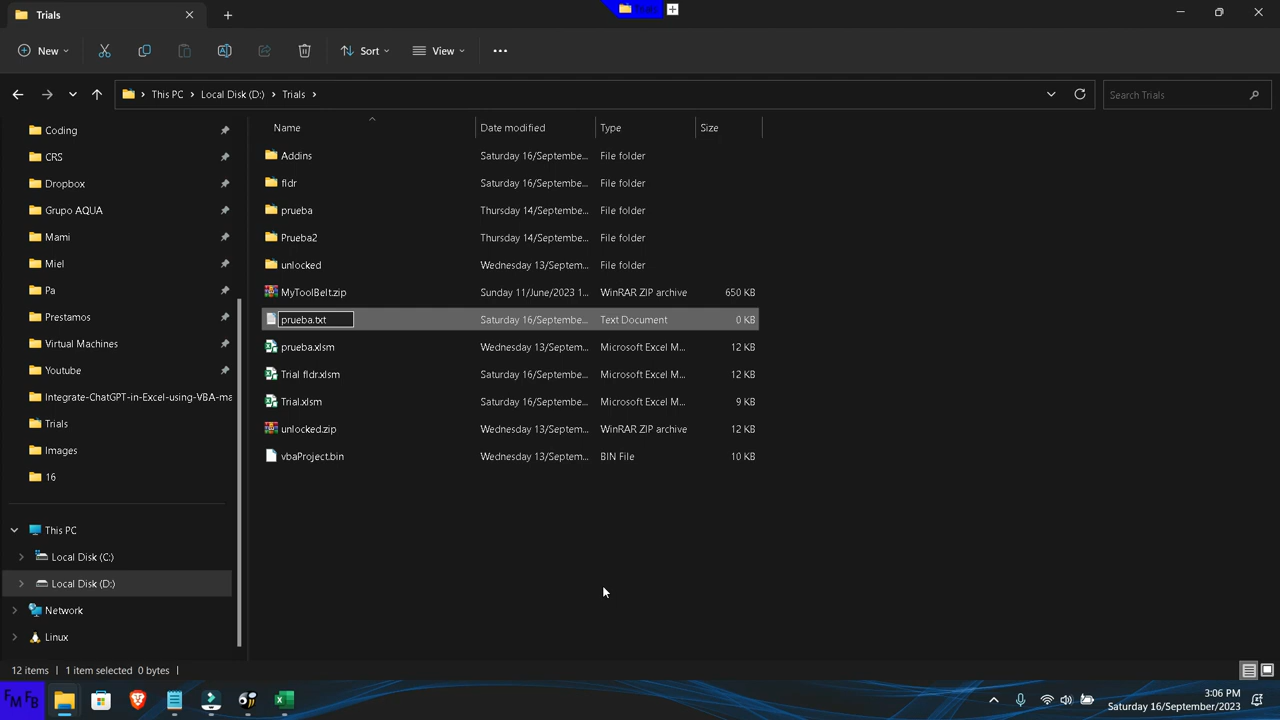 Trials
New
Sort
View
This PC > Local Disk (D:) > Trials >
Search Trials
Name Date modified Type Size
Coding
CRS
Dropbox
Grupo AQUA
Mami
Miel
Pa
Prestamos
Virtual Machines
Youtube
Integrate-ChatGPT-in-Excel-using-VBA-ma
Trials
Images
16
This PC
Local Disk (C:)
Local Disk (D:)
Network
Linux
Addins Saturday 16/Septembe... File folder
fldr Saturday 16/Septembe... File folder
prueba Thursday 14/Septembe... File folder
Prueba2 Thursday 14/Septembe... File folder
unlocked Wednesday 13/Septem... File folder
MyToolBelt.zip Sunday 11/June/2023 1... WinRAR ZIP archive 650 KB
prueba.txt Saturday 16/Septembe... Text Document 0 KB
prueba.xlsm Wednesday 13/Septem... Microsoft Excel M... 12 KB
Trial fldr.xlsm Saturday 16/Septembe... Microsoft Excel M... 12 KB
Trial.xlsm Saturday 16/Septembe... Microsoft Excel M... 9 KB
unlocked.zip Wednesday 13/Septem... WinRAR ZIP archive 12 KB
vbaProject.bin Wednesday 13/Septem... BIN File 10 KB
12 items | 1 item selected 0 bytes |
FM FB
3:06 PM
Saturday 16/September/2023